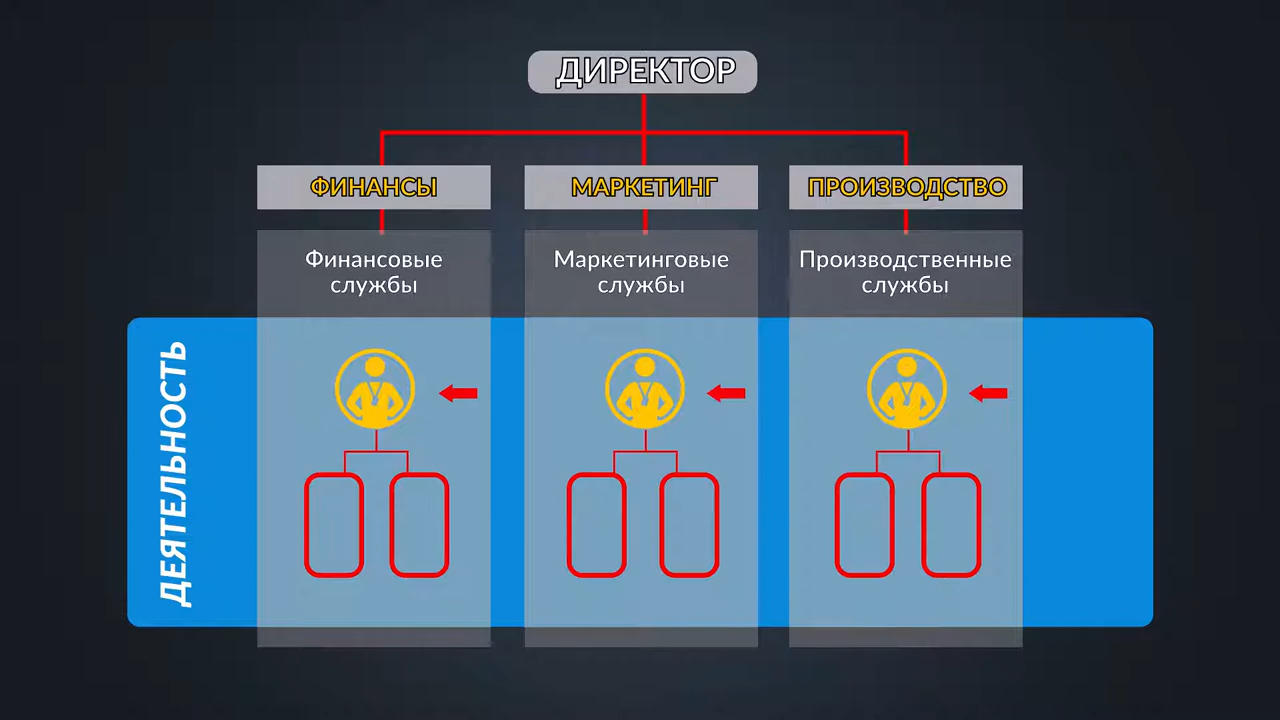 ДИРЕКТОР
ФИНАНСЫ
МАРКЕТИНГ
ПРОИЗВОДСТВО
Финансовые
службы
Маркетинговые
службы
Производственные
службы
ДЕЯТЕЛЬНОСТЬ